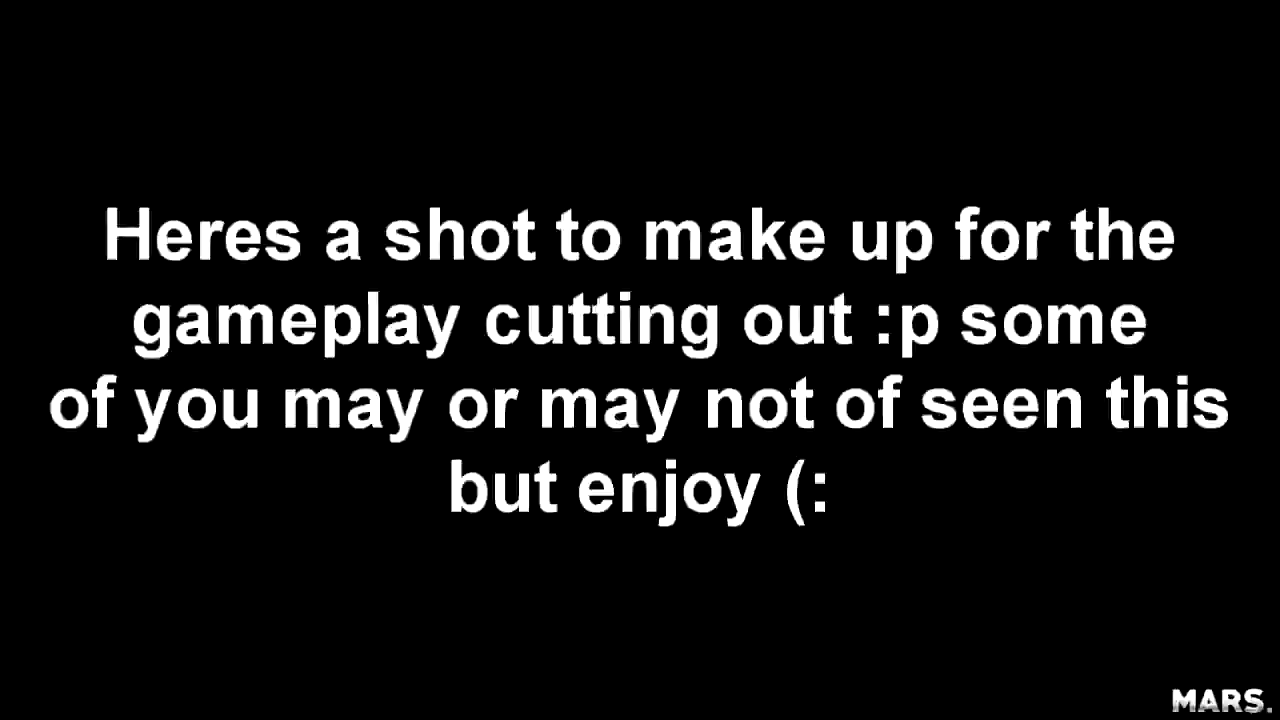 Heres a shot to make up for the
gameplay cutting out :p some
of you may or may not of seen this
but enjoy (:
MARS.